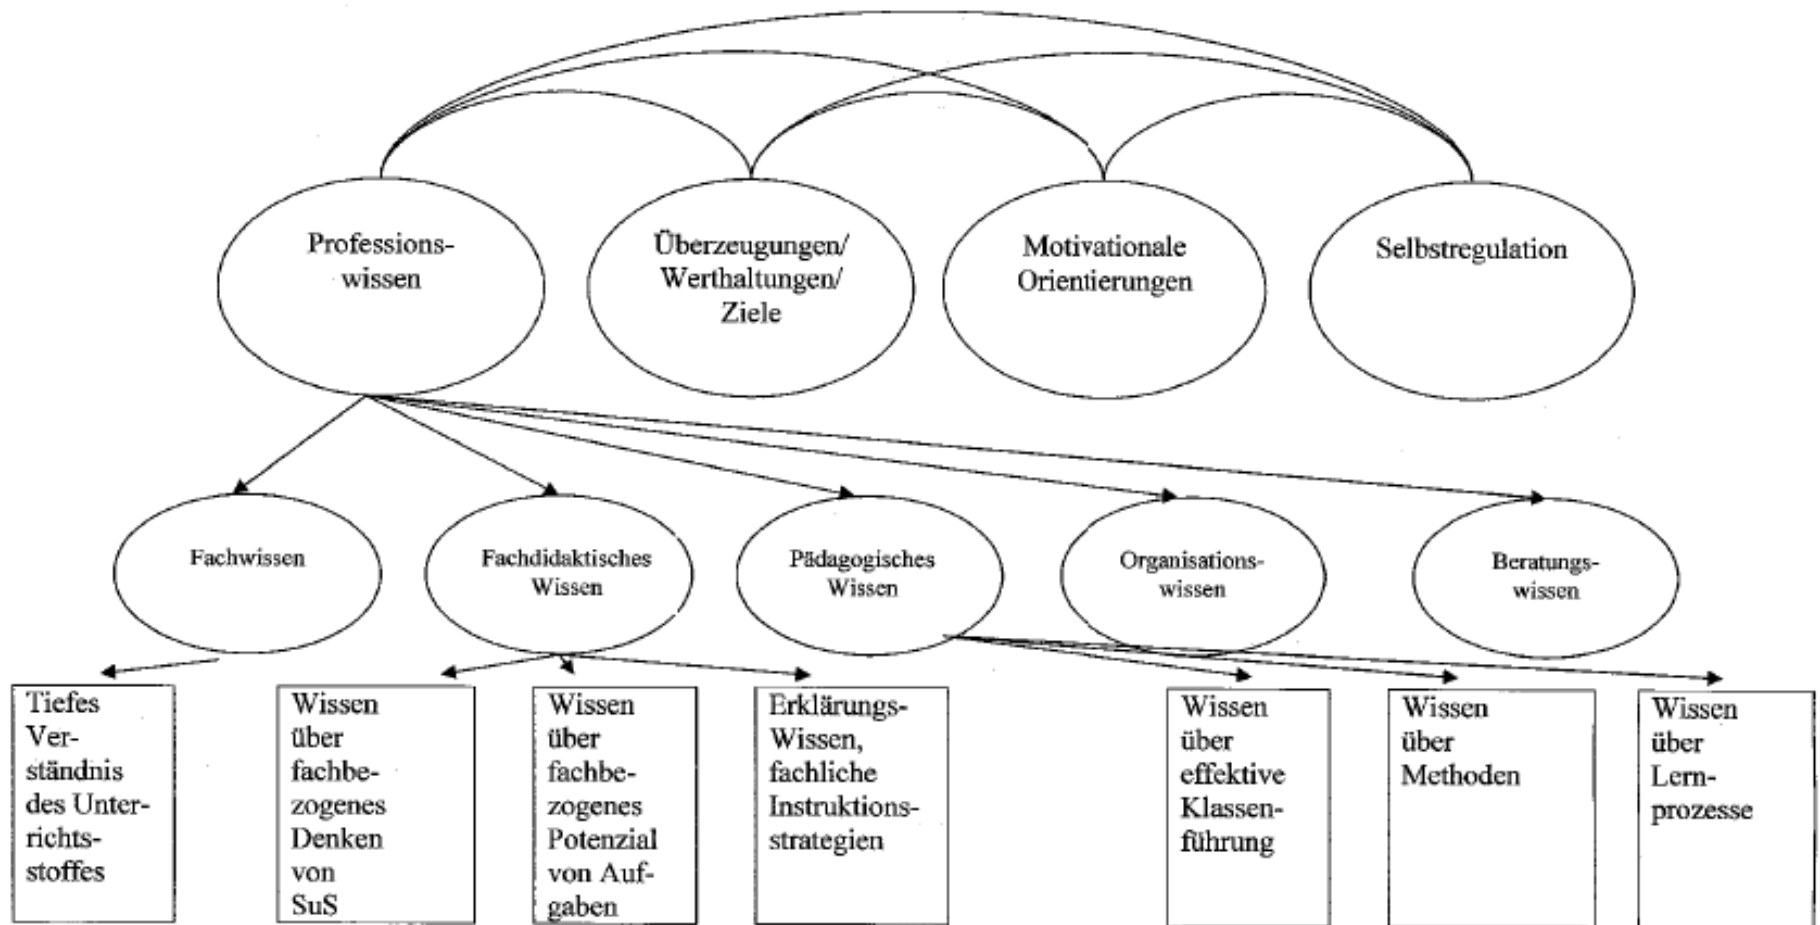 Professions-
wissen
Überzeugungen/
Werthaltungen/
Ziele
Motivationale
Orientierungen
Selbstregulation
Fachwissen
Fachdidaktisches
Wissen
Pädagogisches
Wissen
Organisations-
wissen
Beratungs-
wissen
Tiefes
Ver-
ständnis
des Unter-
richts-
stoffes
Wissen
über
fachbe-
zogenes
Denken
von
SuS
Wissen
über
fachbe-
zogenes
Potenzial
von Auf-
gaben
Erklärungs-
Wissen,
fachliche
Instruktions-
strategien
Wissen
über
effektive
Klassen-
führung
Wissen
über
Methoden
Wissen
über
Lern-
prozesse